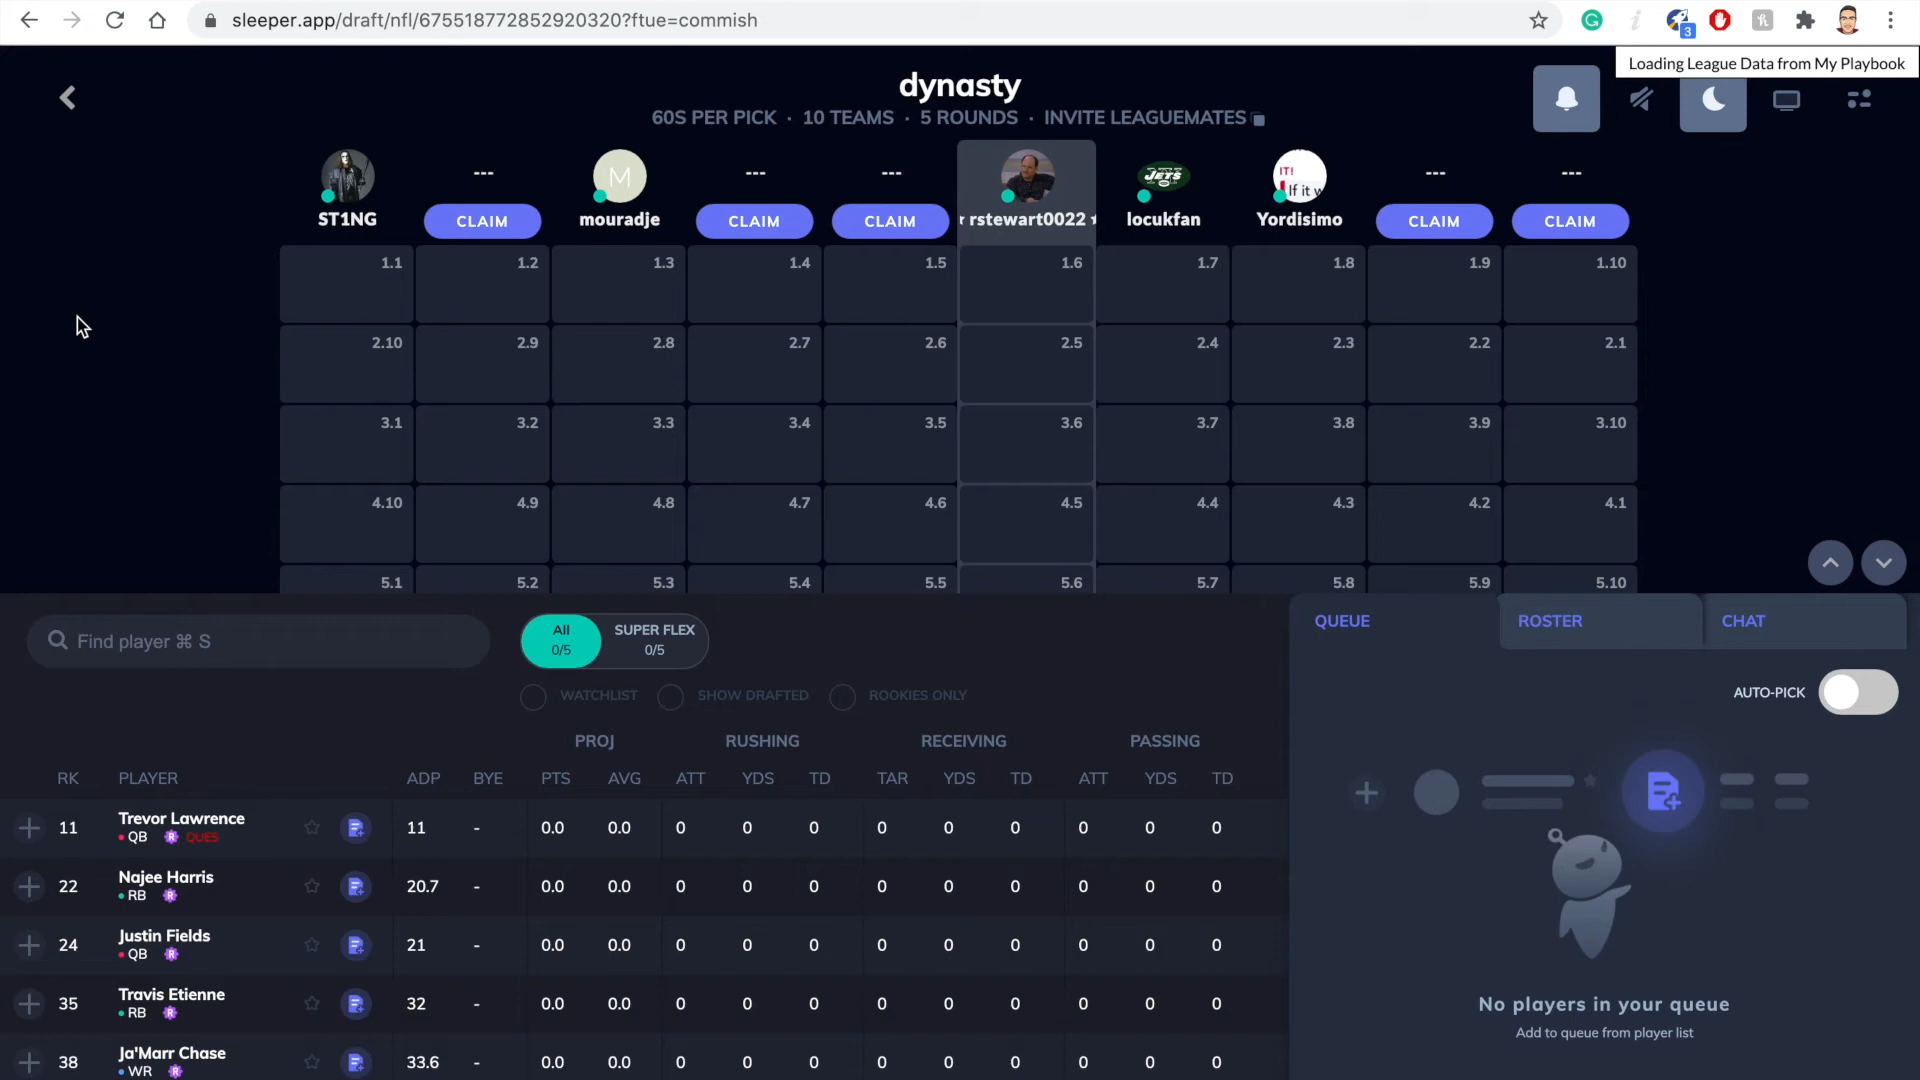 sleeper.app/draft/nfl/675518772852920320?ftue=commish
3
Loading League Data from My Playbook
dynasty
60S PER PICK · 10 TEAMS · 5 ROUNDS · INVITE LEAGUEMATES
--- M --- --- JETS IT! If it w --- ---
ST1NG CLAIM mouradje CLAIM CLAIM rstewart0022 locukfan Yordisimo CLAIM CLAIM
1.1 1.2 1.3 1.4 1.5 1.6 1.7 1.8 1.9 1.10
2.10 2.9 2.8 2.7 2.6 2.5 2.4 2.3 2.2 2.1
3.1 3.2 3.3 3.4 3.5 3.6 3.7 3.8 3.9 3.10
4.10 4.9 4.8 4.7 4.6 4.5 4.4 4.3 4.2 4.1
5.1 5.2 5.3 5.4 5.5 5.6 5.7 5.8 5.9 5.10
Find player ⌘ S
All 0/5
SUPER FLEX 0/5
WATCHLIST SHOW DRAFTED ROOKIES ONLY
PROJ RUSHING RECEIVING PASSING
RK PLAYER ADP BYE PTS AVG ATT YDS TD TAR YDS TD ATT YDS TD
11 Trevor Lawrence 11 - 0.0 0.0 0 0 0 0 0 0 0 0 0
QB R QUES
22 Najee Harris 20.7 - 0.0 0.0 0 0 0 0 0 0 0 0 0
RB R
24 Justin Fields 21 - 0.0 0.0 0 0 0 0 0 0 0 0 0
QB R
35 Travis Etienne 32 - 0.0 0.0 0 0 0 0 0 0 0 0 0
RB R
38 Ja'Marr Chase 33.6 - 0.0 0.0 0 0 0 0 0 0 0 0 0
WR R
QUEUE ROSTER CHAT
AUTO-PICK
No players in your queue
Add to queue from player list